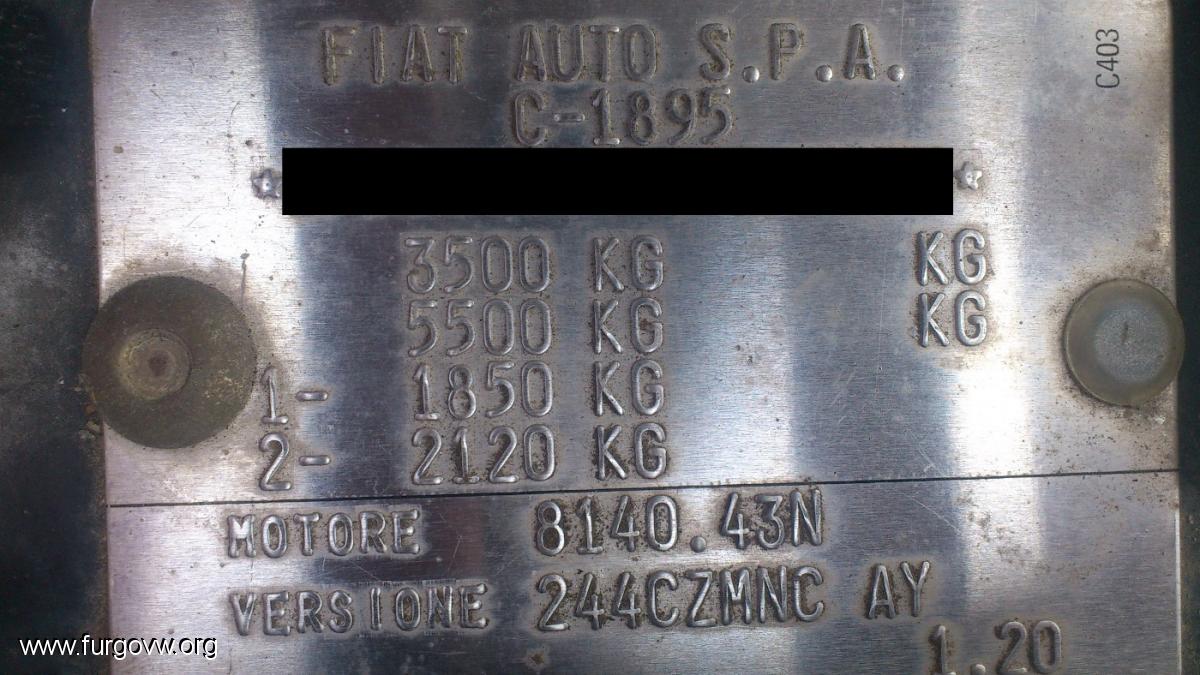 FIAT AUTO S.P.A.
C403
C-1895
3500 KG KG
5500 KG KG
1- 1850 KG
2- 2120 KG
MOTORE 8140.43N
VERSIONE 244CZMNC AY
1.20
www.furgovw.org